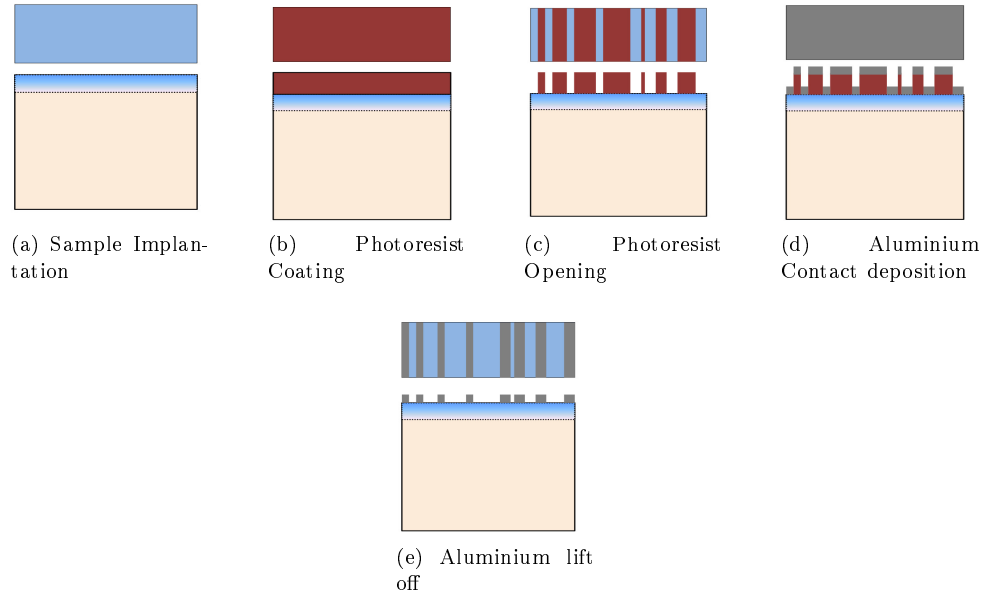 (a) Sample Implan-
tation
(b) Photoresist
Coating
(c) Photoresist
Opening
(d) Aluminium
Contact deposition
(e) Aluminium lift
off